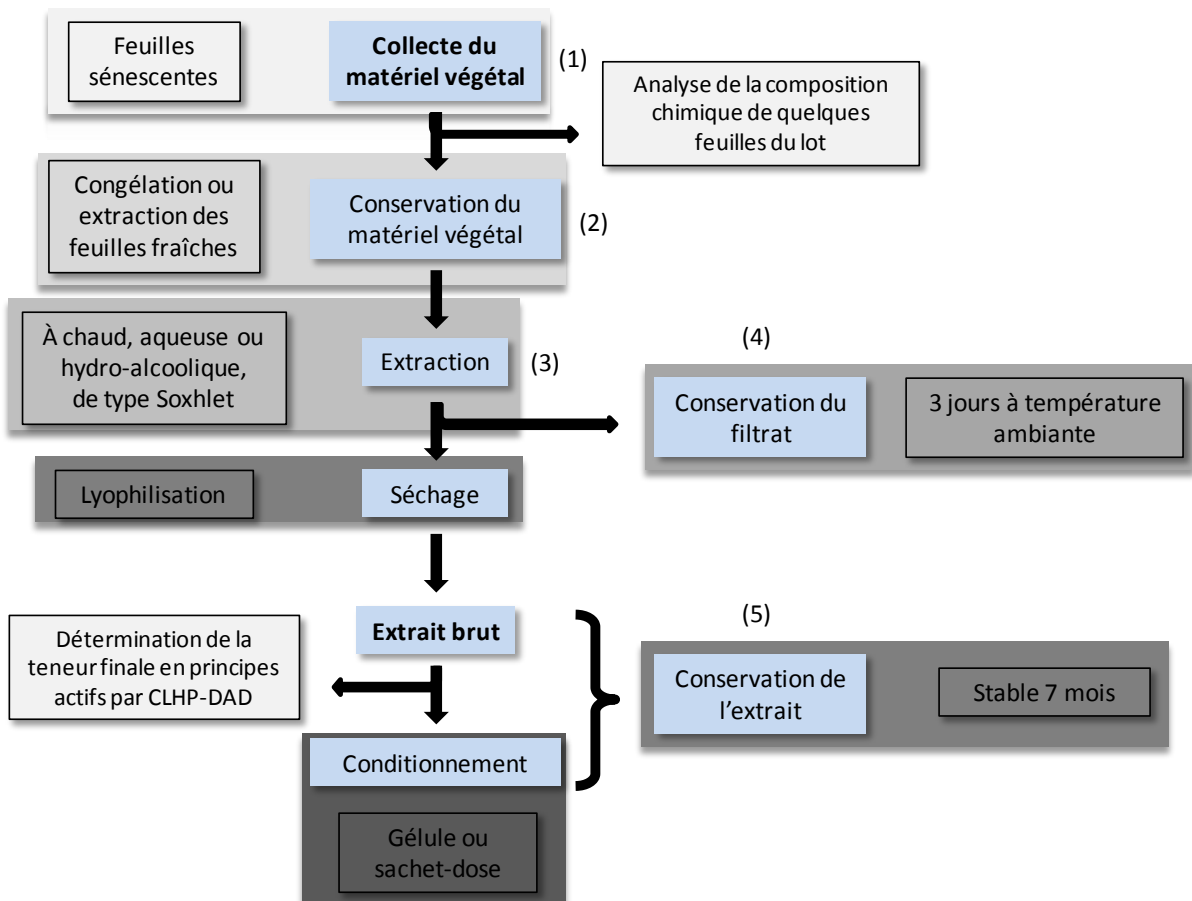 Feuilles
sénescentes
Collecte du
matériel végétal
(1)
Analyse de la composition
chimique de quelques
feuilles du lot
Congélation ou
extraction des
feuilles fraîches
Conservation du
matériel végétal
(2)
À chaud, aqueuse ou
hydro-alcoolique,
de type Soxhlet
Extraction
(3)
(4)
Conservation du
filtrat
3 jours à température
ambiante
Lyophilisation
Séchage
Extrait brut
Détermination de la
teneur finale en principes
actifs par CLHP-DAD
(5)
Conservation de
l’extrait
Stable 7 mois
Conditionnement
Gélule ou
sachet-dose